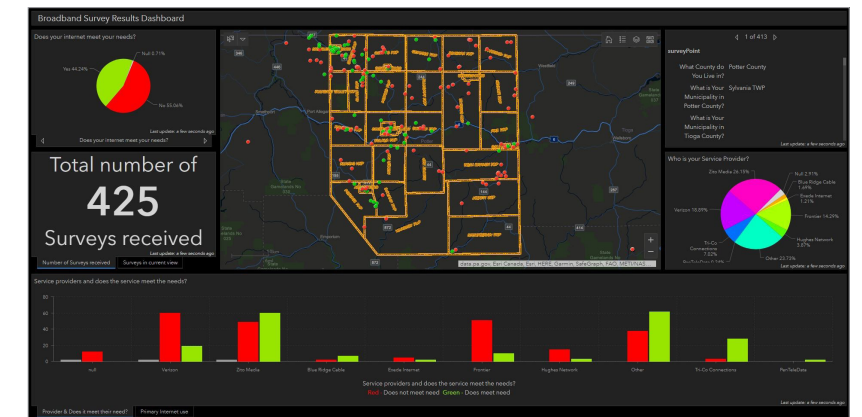 Broadband Survey Results Dashboard
Does your internet meet your needs?
Null 0.71%
Yes 44.24%
No 55.06%
Last update: a few seconds ago
Does your internet meet your needs?
Total number of
425
Surveys received
Last update: a few seconds ago
Number of Surveys received
Surveys in current view
1 of 413
surveyPoint
What County do You Live in?
Potter County
What is Your Municipality in Potter County?
Sylvania TWP
What is Your Municipality in Tioga County?
Last update: a few seconds ago
Who is your Service Provider?
Zito Media 26.15%
Null 2.91%
Blue Ridge Cable
1.69%
Frontier 14.29%
Hughes Network
Other 23.73%
Tri-Co
Connections
7.02%
Verizon 18.89%
Last update: a few seconds ago
Service providers and does the service meet the needs?
80
60
40
20
0
null
Verizon
Zito Media
Blue Ridge Cable
Frontier
Hughes Network
Other
Tri-Co Connections
PenTeleData
Service providers and does the service meet the needs?
Red - Does not meet need Green - Does meet need
Last update: a few seconds ago
Provider & Does it meet their need?
Primary Internet use